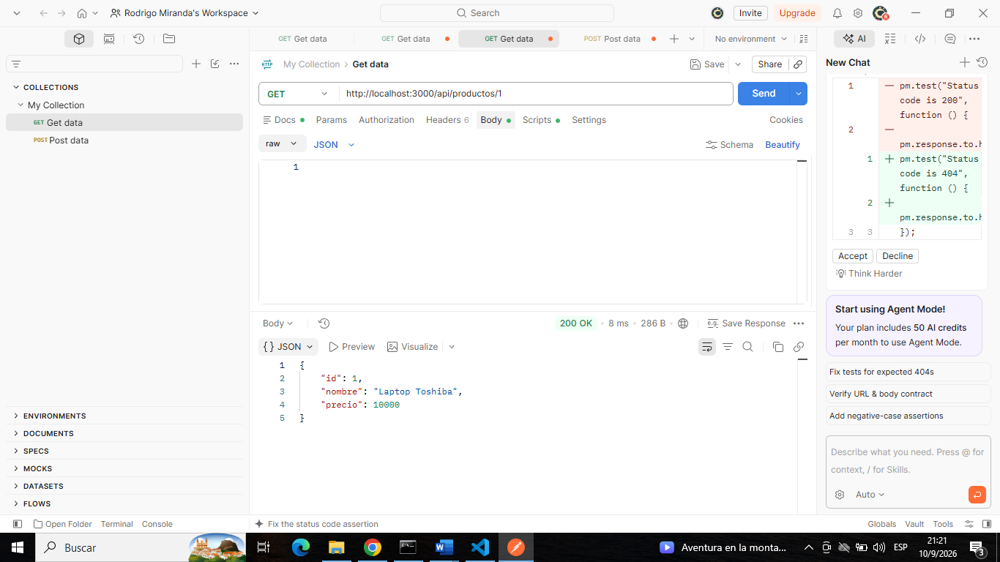 Rodrigo Miranda's Workspace
Search
Invite
Upgrade
GET Get data
GET Get data
GET Get data
POST Post data
No environment
AI
COLLECTIONS
My Collection
GET Get data
POST Post data
ENVIRONMENTS
DOCUMENTS
SPECS
MOCKS
DATASETS
FLOWS
HTTP My Collection > Get data
Save
Share
GET http://localhost:3000/api/productos/1
Send
Docs Params Authorization Headers 6 Body Scripts Settings Cookies
raw JSON Schema Beautify
1
Body 200 OK • 8 ms • 286 B • e.g. Save Response
{} JSON Preview Visualize
1 {
2 "id": 1,
3 "nombre": "Laptop Toshiba",
4 "precio": 10000
5 }
New Chat
1 — pm.test("Status
code is 200",
function () {
2 —
pm.response.to.h
1 + pm.test("Status
code is 404",
function () {
2 +
pm.response.to.h
3 3 });
Accept Decline
Think Harder
Start using Agent Mode!
Your plan includes 50 AI credits
per month to use Agent Mode.
Fix tests for expected 404s
Verify URL & body contract
Add negative-case assertions
Describe what you need. Press @ for
context, / for Skills.
Auto
Open Folder Terminal Console
Fix the status code assertion
Globals Vault Tools
Buscar
Aventura en la monta...
ESP
21:21
10/9/2026
3